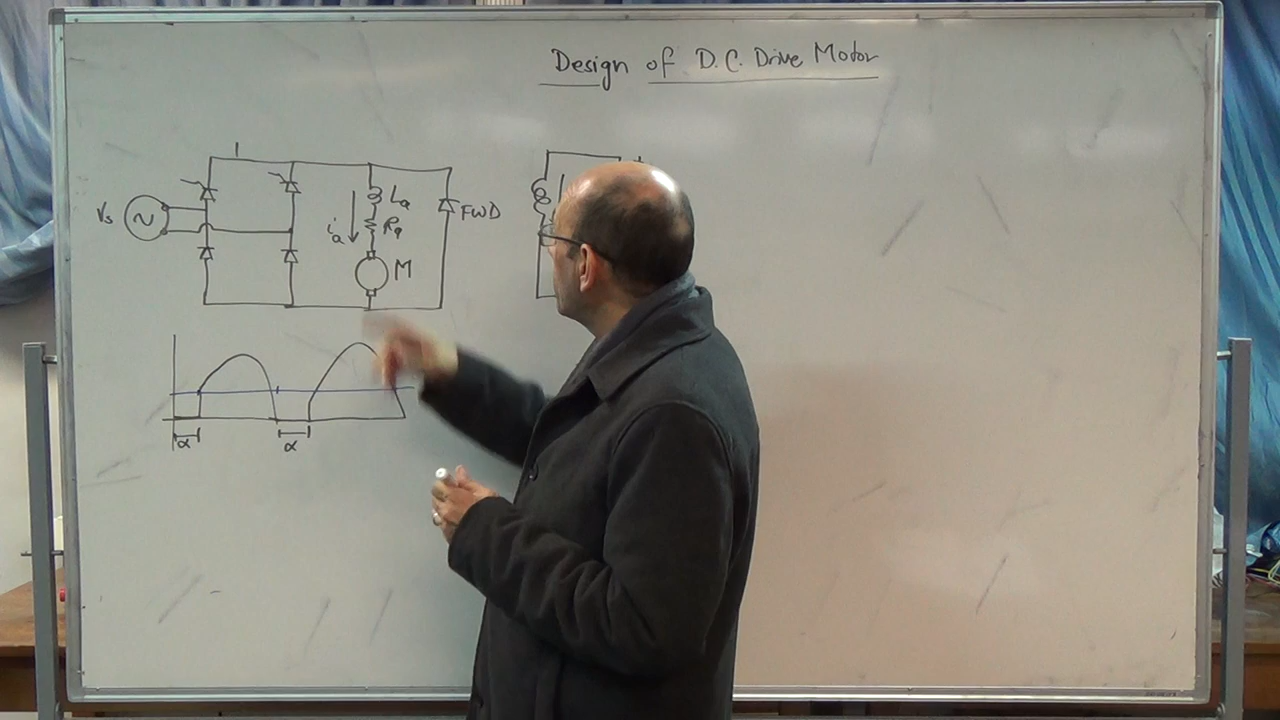 Design of D.C. Drive Motor
Vs
La
Ra
ia
FWD
M
α
α